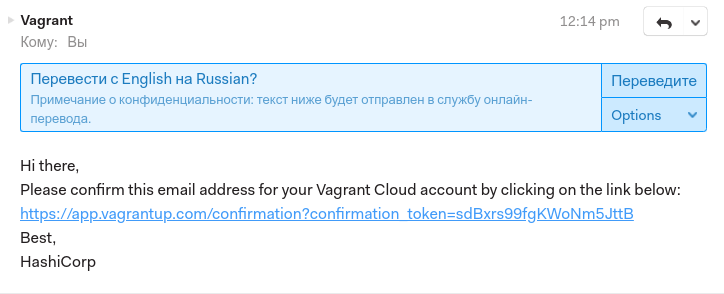 Vagrant
12:14 pm
Кому: Вы
Перевести с English на Russian?
Переведите
Примечание о конфиденциальности: текст ниже будет отправлен в службу онлайн-
перевода.
Options
Hi there,
Please confirm this email address for your Vagrant Cloud account by clicking on the link below:
https://app.vagrantup.com/confirmation?confirmation_token=sdBxrs99fgKWoNm5JttB
Best,
HashiCorp